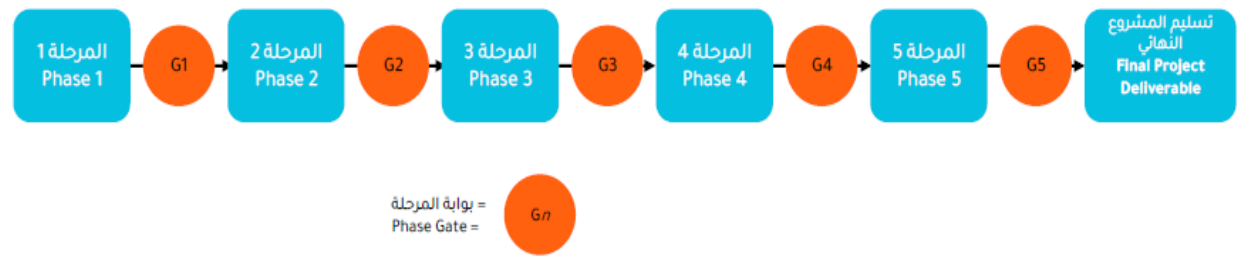 المرحلة 1
Phase 1
G1
المرحلة 2
Phase 2
G2
المرحلة 3
Phase 3
G3
المرحلة 4
Phase 4
G4
المرحلة 5
Phase 5
G5
تسليم المشروع
النهائي
Final Project
Deliverable
= بوابة المرحلة
Phase Gate =
Gn